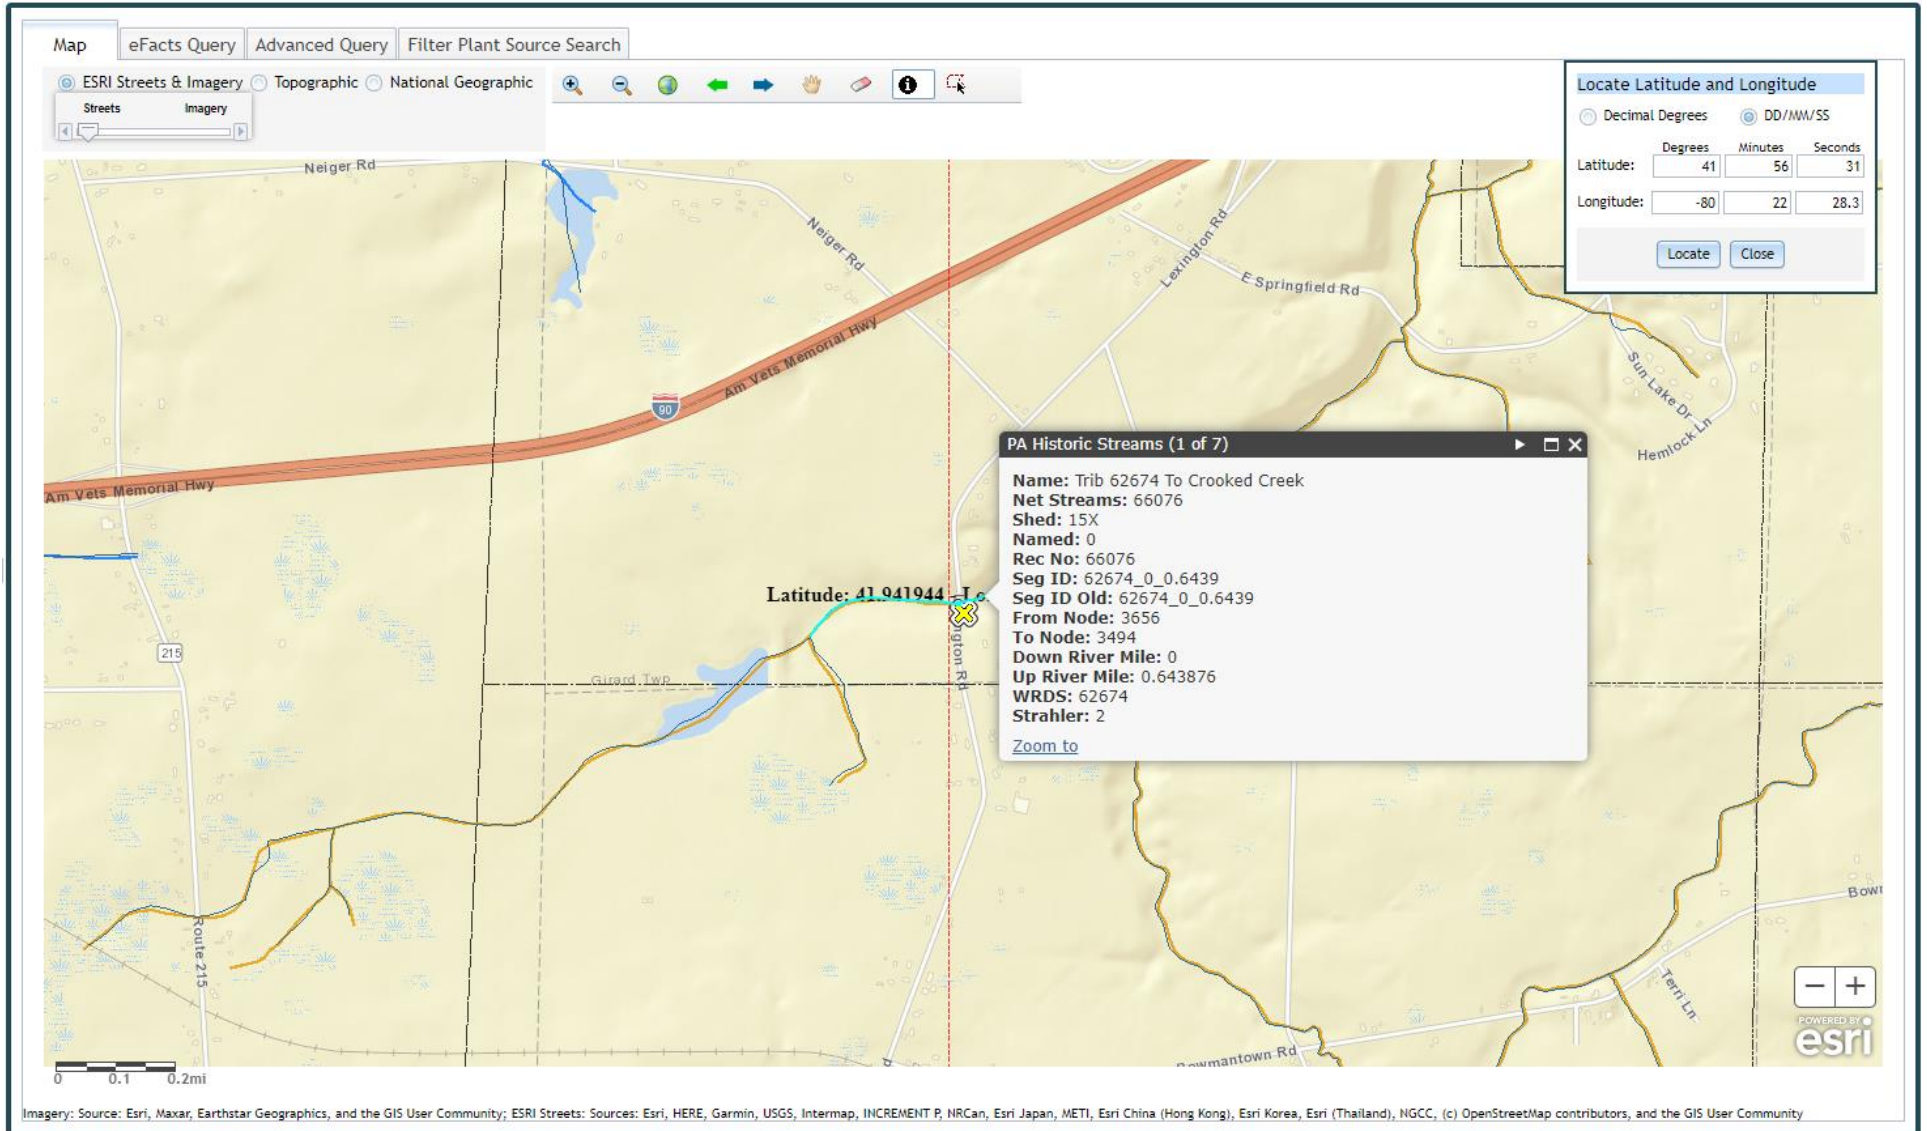 Map eFacts Query Advanced Query Filter Plant Source Search
ESRI Streets & Imagery Topographic National Geographic
Streets Imagery
Locate Latitude and Longitude
Decimal Degrees DD/MM/SS
Degrees Minutes Seconds
Latitude: 41 56 31
Longitude: -80 22 28.3
Locate Close
Neiger Rd
Neiger Rd
Lexington Rd
E Springfield Rd
Am Vets Memorial Hwy
Sun Lake Dr
Hemlock Ln
90
Am Vets Memorial Hwy
PA Historic Streams (1 of 7)
Name: Trib 62674 To Crooked Creek
Net Streams: 66076
Shed: 15X
Named: 0
Rec No: 66076
Seg ID: 62674_0_0.6439
Seg ID Old: 62674_0_0.6439
From Node: 3656
To Node: 3494
Down River Mile: 0
Up River Mile: 0.643876
WRDS: 62674
Strahler: 2
Zoom to
Latitude: 41.941944 - Lo
ngton Rd
215
Girard Twp
Route 215
Bowm
Terri Ln
Bowmantown Rd
− +
POWERED BY
esri
0 0.1 0.2mi
Imagery: Source: Esri, Maxar, Earthstar Geographics, and the GIS User Community; ESRI Streets: Sources: Esri, HERE, Garmin, USGS, Intermap, INCREMENT P, NRCan, Esri Japan, METI, Esri China (Hong Kong), Esri Korea, Esri (Thailand), NGCC, (c) OpenStreetMap contributors, and the GIS User Community